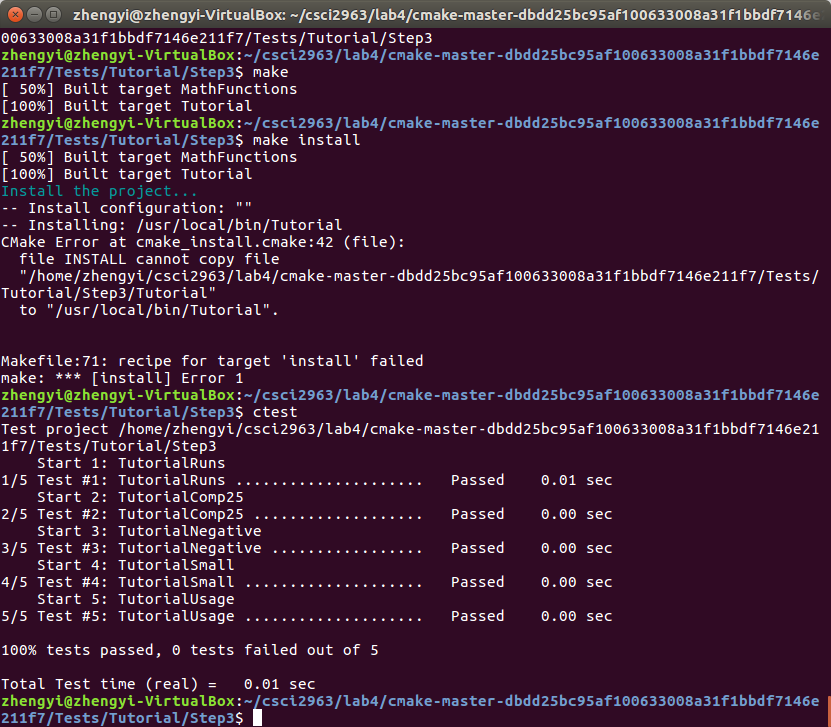 zhengyi@zhengyi-VirtualBox: ~/csci2963/lab4/cmake-master-dbdd25bc95af100633008a31f1bbdf7146e
00633008a31f1bbdf7146e211f7/Tests/Tutorial/Step3
zhengyi@zhengyi-VirtualBox:~/csci2963/lab4/cmake-master-dbdd25bc95af100633008a31f1bbdf7146e
211f7/Tests/Tutorial/Step3$ make
[ 50%] Built target MathFunctions
[100%] Built target Tutorial
zhengyi@zhengyi-VirtualBox:~/csci2963/lab4/cmake-master-dbdd25bc95af100633008a31f1bbdf7146e
211f7/Tests/Tutorial/Step3$ make install
[ 50%] Built target MathFunctions
[100%] Built target Tutorial
Install the project...
-- Install configuration: ""
-- Installing: /usr/local/bin/Tutorial
CMake Error at cmake_install.cmake:42 (file):
  file INSTALL cannot copy file
  "/home/zhengyi/csci2963/lab4/cmake-master-dbdd25bc95af100633008a31f1bbdf7146e211f7/Tests/
Tutorial/Step3/Tutorial"
  to "/usr/local/bin/Tutorial".
Makefile:71: recipe for target 'install' failed
make: *** [install] Error 1
zhengyi@zhengyi-VirtualBox:~/csci2963/lab4/cmake-master-dbdd25bc95af100633008a31f1bbdf7146e
211f7/Tests/Tutorial/Step3$ ctest
Test project /home/zhengyi/csci2963/lab4/cmake-master-dbdd25bc95af100633008a31f1bbdf7146e21
1f7/Tests/Tutorial/Step3
    Start 1: TutorialRuns
1/5 Test #1: TutorialRuns .....................   Passed    0.01 sec
    Start 2: TutorialComp25
2/5 Test #2: TutorialComp25 ...................   Passed    0.00 sec
    Start 3: TutorialNegative
3/5 Test #3: TutorialNegative .................   Passed    0.00 sec
    Start 4: TutorialSmall
4/5 Test #4: TutorialSmall ....................   Passed    0.00 sec
    Start 5: TutorialUsage
5/5 Test #5: TutorialUsage ....................   Passed    0.00 sec
100% tests passed, 0 tests failed out of 5
Total Test time (real) =   0.01 sec
zhengyi@zhengyi-VirtualBox:~/csci2963/lab4/cmake-master-dbdd25bc95af100633008a31f1bbdf7146e
211f7/Tests/Tutorial/Step3$